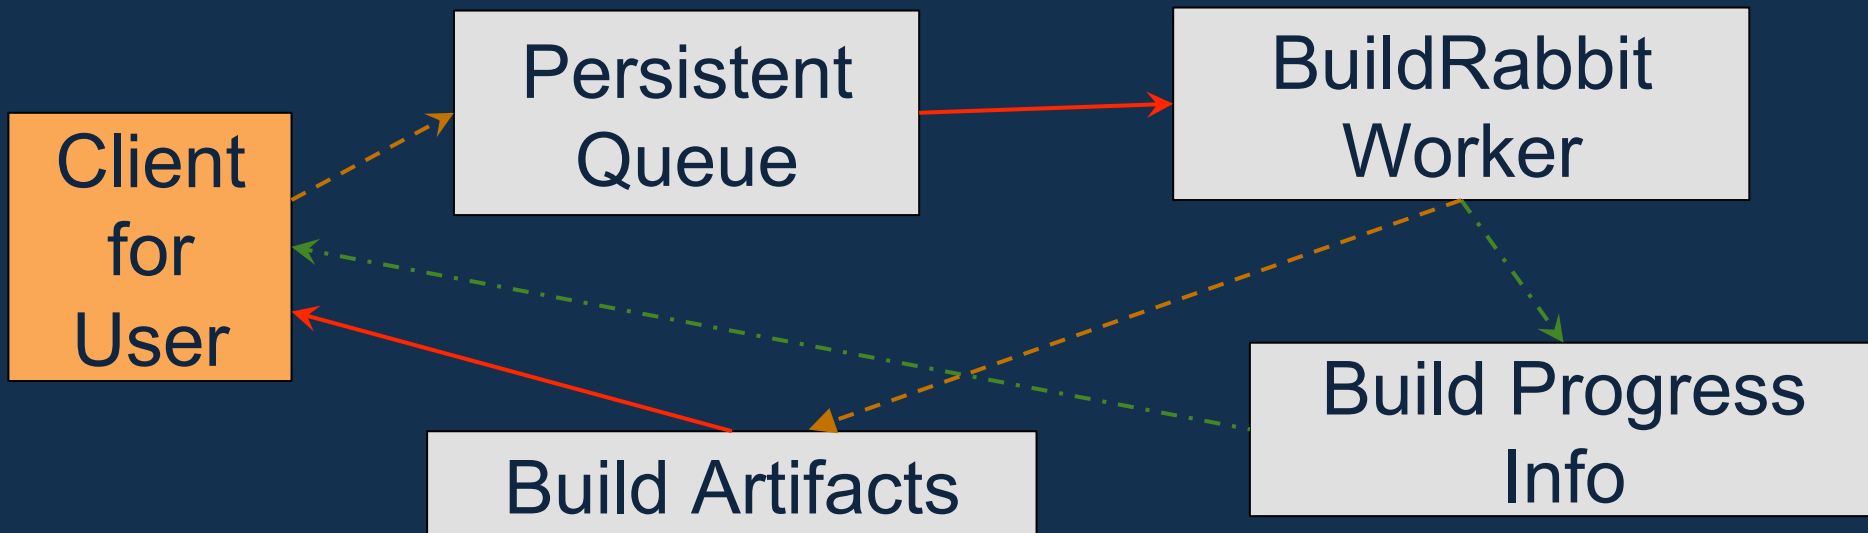 Client
for
User
Persistent
Queue
BuildRabbit
Worker
Build Artifacts
Build Progress
Info